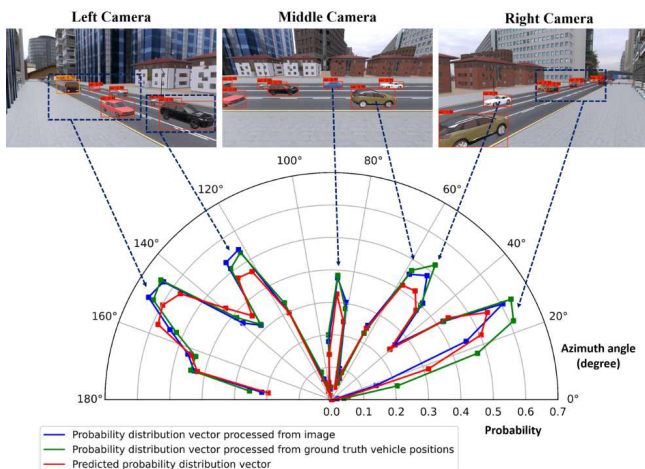 Left Camera Middle Camera Right Camera
100° 80°
120° 60°
140° 40°
160° 20°
Azimuth angle
(degree)
180° 0°
0.0 0.1 0.2 0.3 0.4 0.5 0.6 0.7
Probability
Probability distribution vector processed from image
Probability distribution vector processed from ground truth vehicle positions
Predicted probability distribution vector